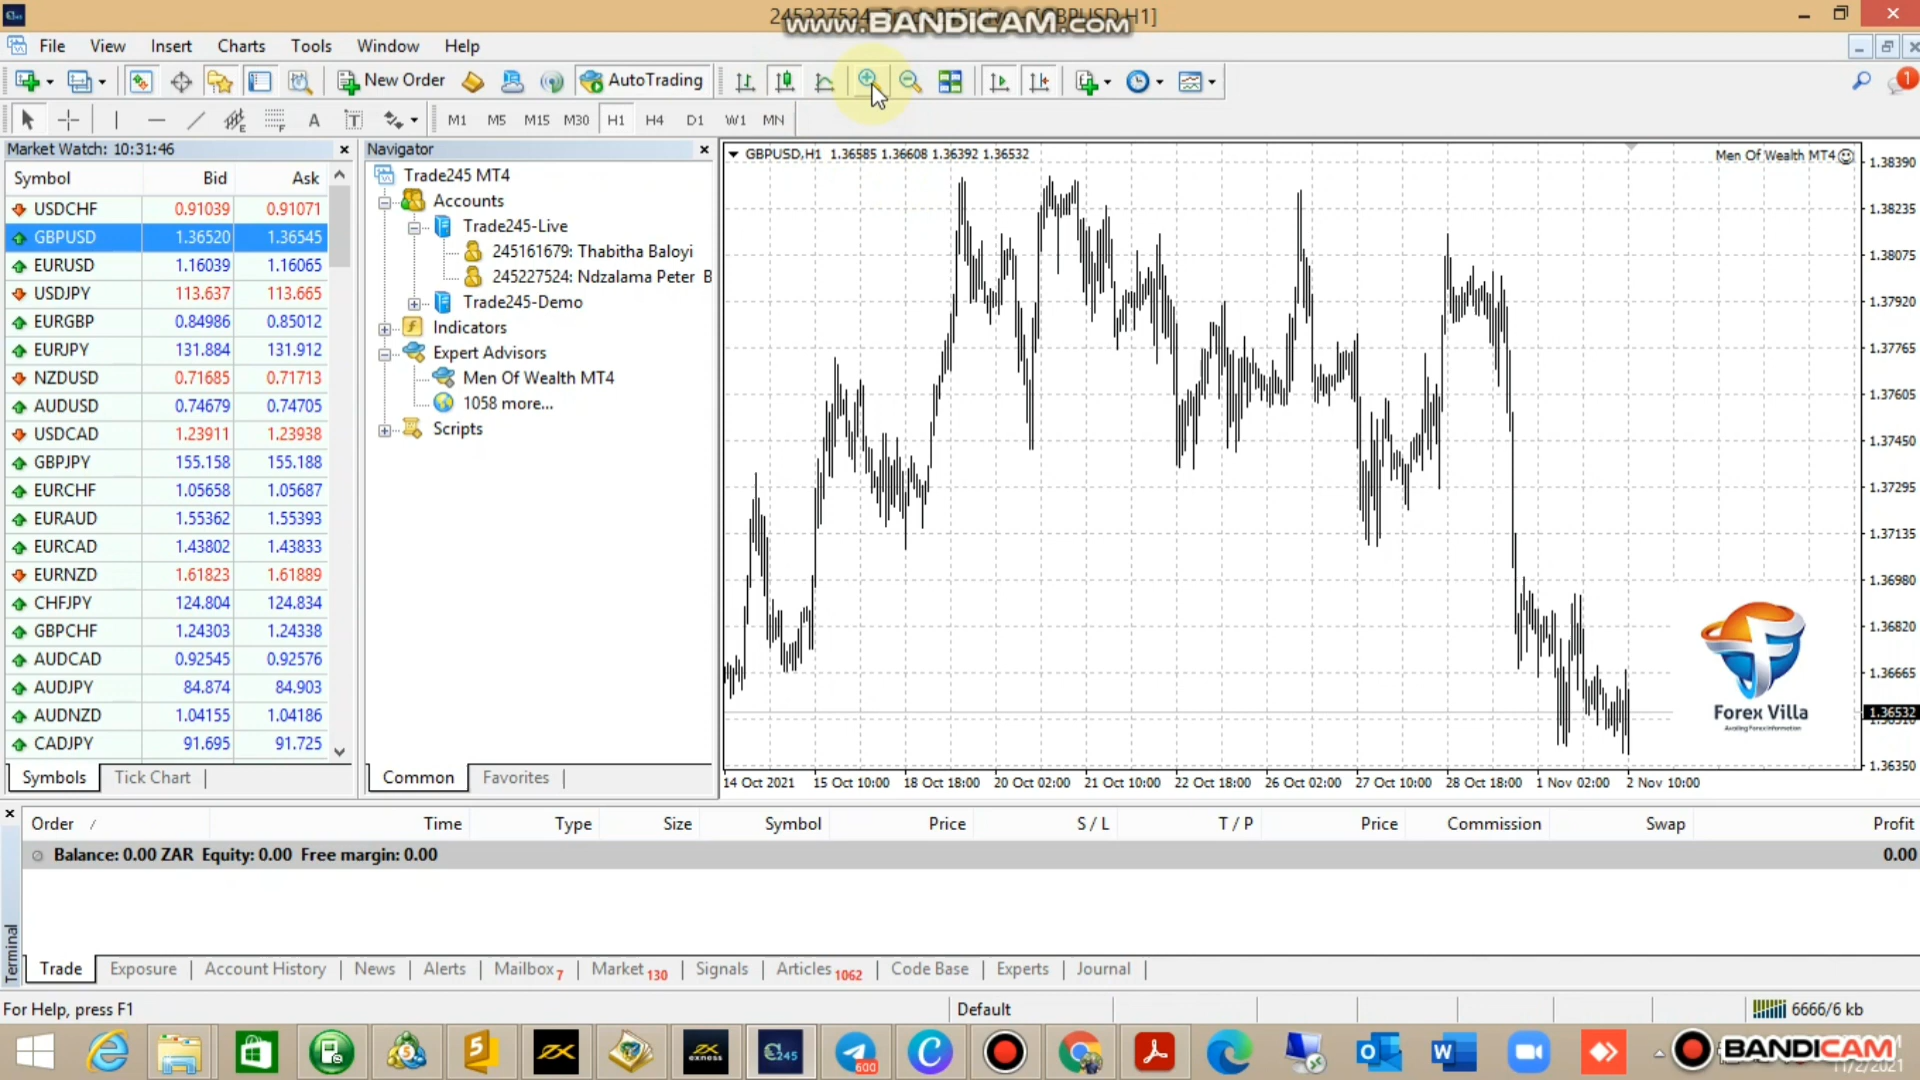 WWW.BANDICAM.COM
File View Insert Charts Tools Window Help
New Order AutoTrading
A T M1 M5 M15 M30 H1 H4 D1 W1 MN
Market Watch: 10:31:46
Symbol Bid Ask
USDCHF 0.91039 0.91071
GBPUSD 1.36520 1.36545
EURUSD 1.16039 1.16065
USDJPY 113.637 113.665
EURGBP 0.84986 0.85012
EURJPY 131.884 131.912
NZDUSD 0.71685 0.71713
AUDUSD 0.74679 0.74705
USDCAD 1.23911 1.23938
GBPJPY 155.158 155.188
EURCHF 1.05658 1.05687
EURAUD 1.55362 1.55393
EURCAD 1.43802 1.43833
EURNZD 1.61823 1.61889
CHFJPY 124.804 124.834
GBPCHF 1.24303 1.24338
AUDCAD 0.92545 0.92576
AUDJPY 84.874 84.903
AUDNZD 1.04155 1.04186
CADJPY 91.695 91.725
Symbols Tick Chart
Navigator
Trade245 MT4
Accounts
Trade245-Live
245161679: Thabitha Baloyi
245227524: Ndzalama Peter B
Trade245-Demo
Indicators
Expert Advisors
Men Of Wealth MT4
1058 more...
Scripts
Common Favorites
GBPUSD,H1 1.36585 1.36608 1.36392 1.36532
Men Of Wealth MT4
1.38390
1.38235
1.38075
1.37920
1.37765
1.37605
1.37450
1.37295
1.37135
1.36980
1.36820
1.36665
1.36532
1.36350
Forex Villa
14 Oct 2021 15 Oct 10:00 18 Oct 18:00 20 Oct 02:00 21 Oct 10:00 22 Oct 18:00 26 Oct 02:00 27 Oct 10:00 28 Oct 18:00 1 Nov 02:00 2 Nov 10:00
Order / Time Type Size Symbol Price S / L T / P Price Commission Swap Profit
Balance: 0.00 ZAR Equity: 0.00 Free margin: 0.00 0.00
Terminal
Trade Exposure Account History News Alerts Mailbox 7 Market 130 Signals Articles 1062 Code Base Experts Journal
For Help, press F1 Default 6666/6 kb
BANDICAM
11/2/2021